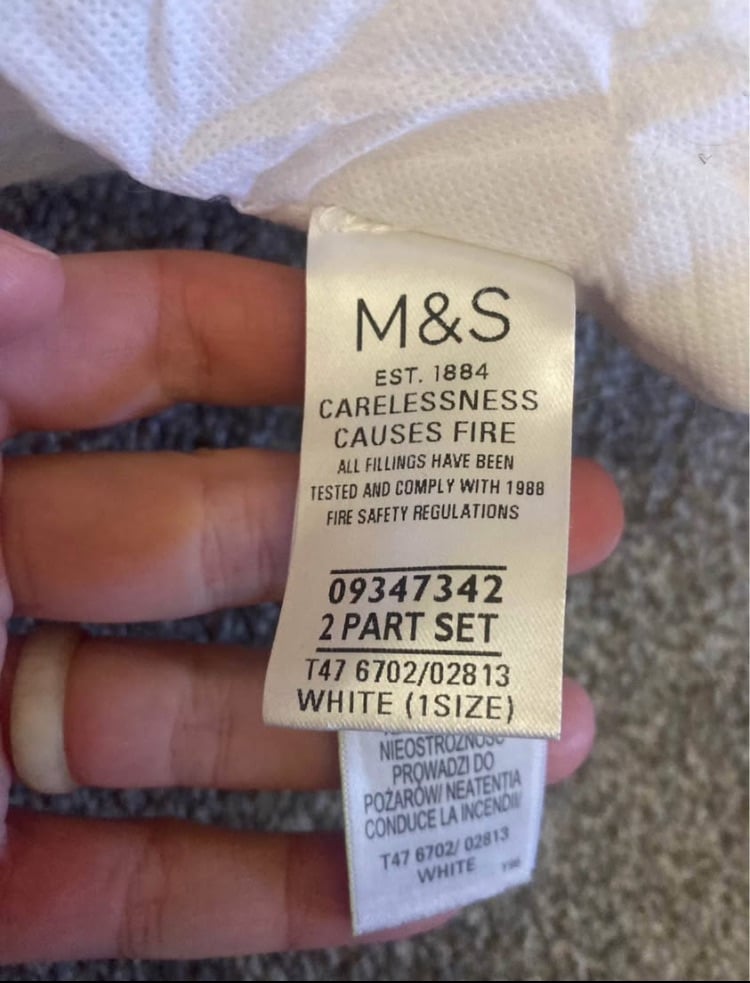 M&S
EST. 1884
CARELESSNESS
CAUSES FIRE
ALL FILLINGS HAVE BEEN
TESTED AND COMPLY WITH 1988
FIRE SAFETY REGULATIONS
09347342
2 PART SET
T47 6702/02813
WHITE (1SIZE)
NIEOSTROŻNOŚĆ
PROWADZI DO
POŻARÓW/ NEATENTIA
CONDUCE LA INCENDII/
T47 6702/ 02813
WHITE